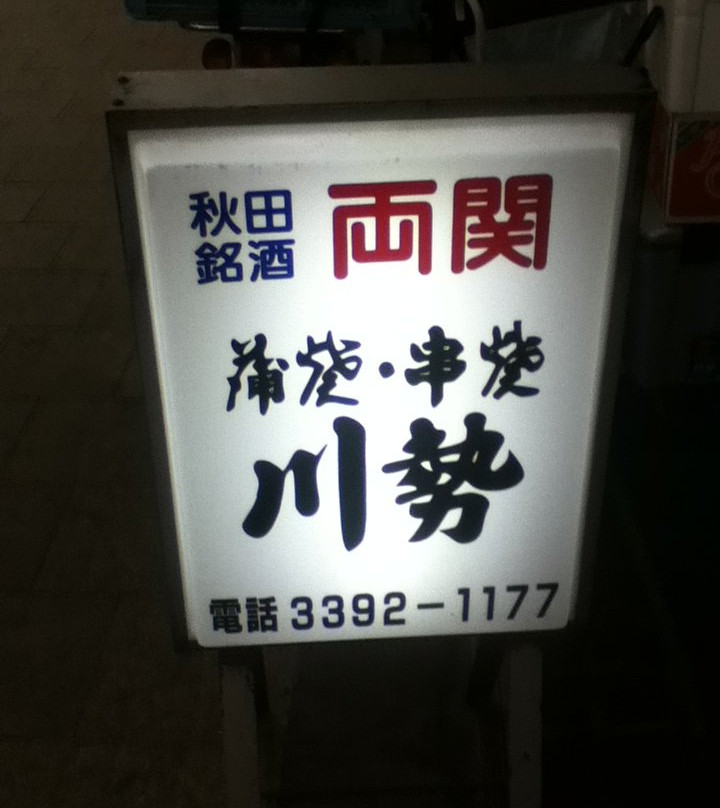 秋田
銘酒
両関
蒲焼・串焼
川勢
電話 3392-1177